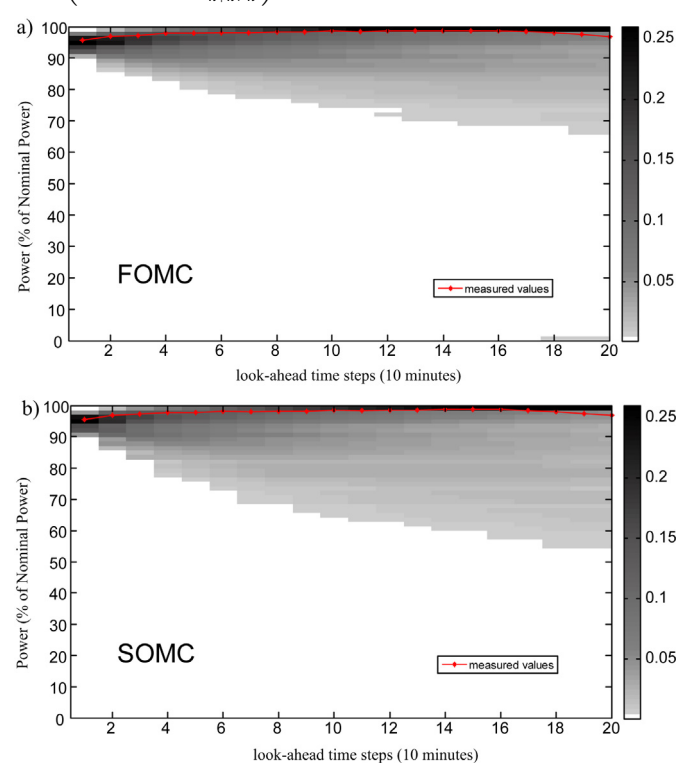 a)
100
90
80
70
60
50
40
30
20
10
0
Power (% of Nominal Power)
FOMC
measured values
2 4 6 8 10 12 14 16 18 20
look-ahead time steps (10 minutes)
0.25
0.2
0.15
0.1
0.05
b)
100
90
80
70
60
50
40
30
20
10
0
Power (% of Nominal Power)
SOMC
measured values
2 4 6 8 10 12 14 16 18 20
look-ahead time steps (10 minutes)
0.25
0.2
0.15
0.1
0.05